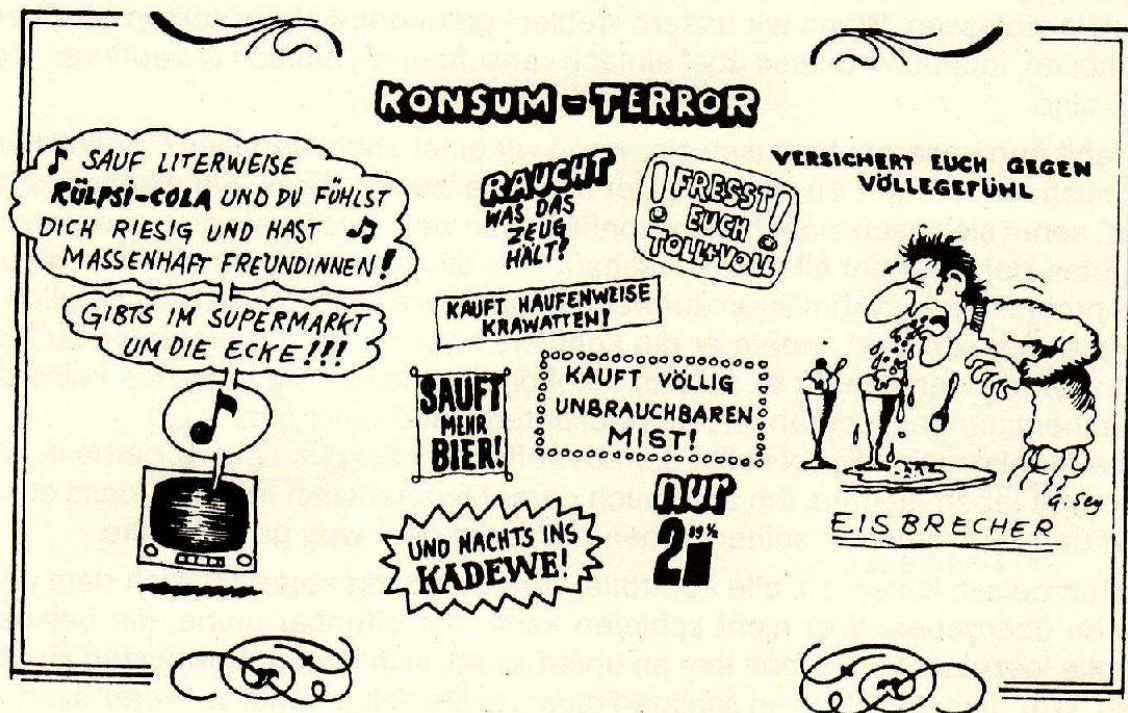 KONSUM-TERROR
SAUF LITERWEISE
RÜLPSI-COLA UND DU FÜHLST
DICH RIESIG UND HAST
MASSENHAFT FREUNDINNEN!
GIBTS IM SUPERMARKT
UM DIE ECKE!!!
RAUCHT
WAS DAS
ZEUG
HÄLT!
! FRESST !
EUCH
TOLL+VOLL
KAUFT HAUFENWEISE
KRAWATTEN!
SAUFT
MEHR
BIER!
KAUFT VÖLLIG
UNBRAUCHBAREN
MIST!
UND NACHTS INS
KADEWE!
nur
2
VERSICHERT EUCH GEGEN
VÖLLEGEFÜHL
G.Sey
EISBRECHER